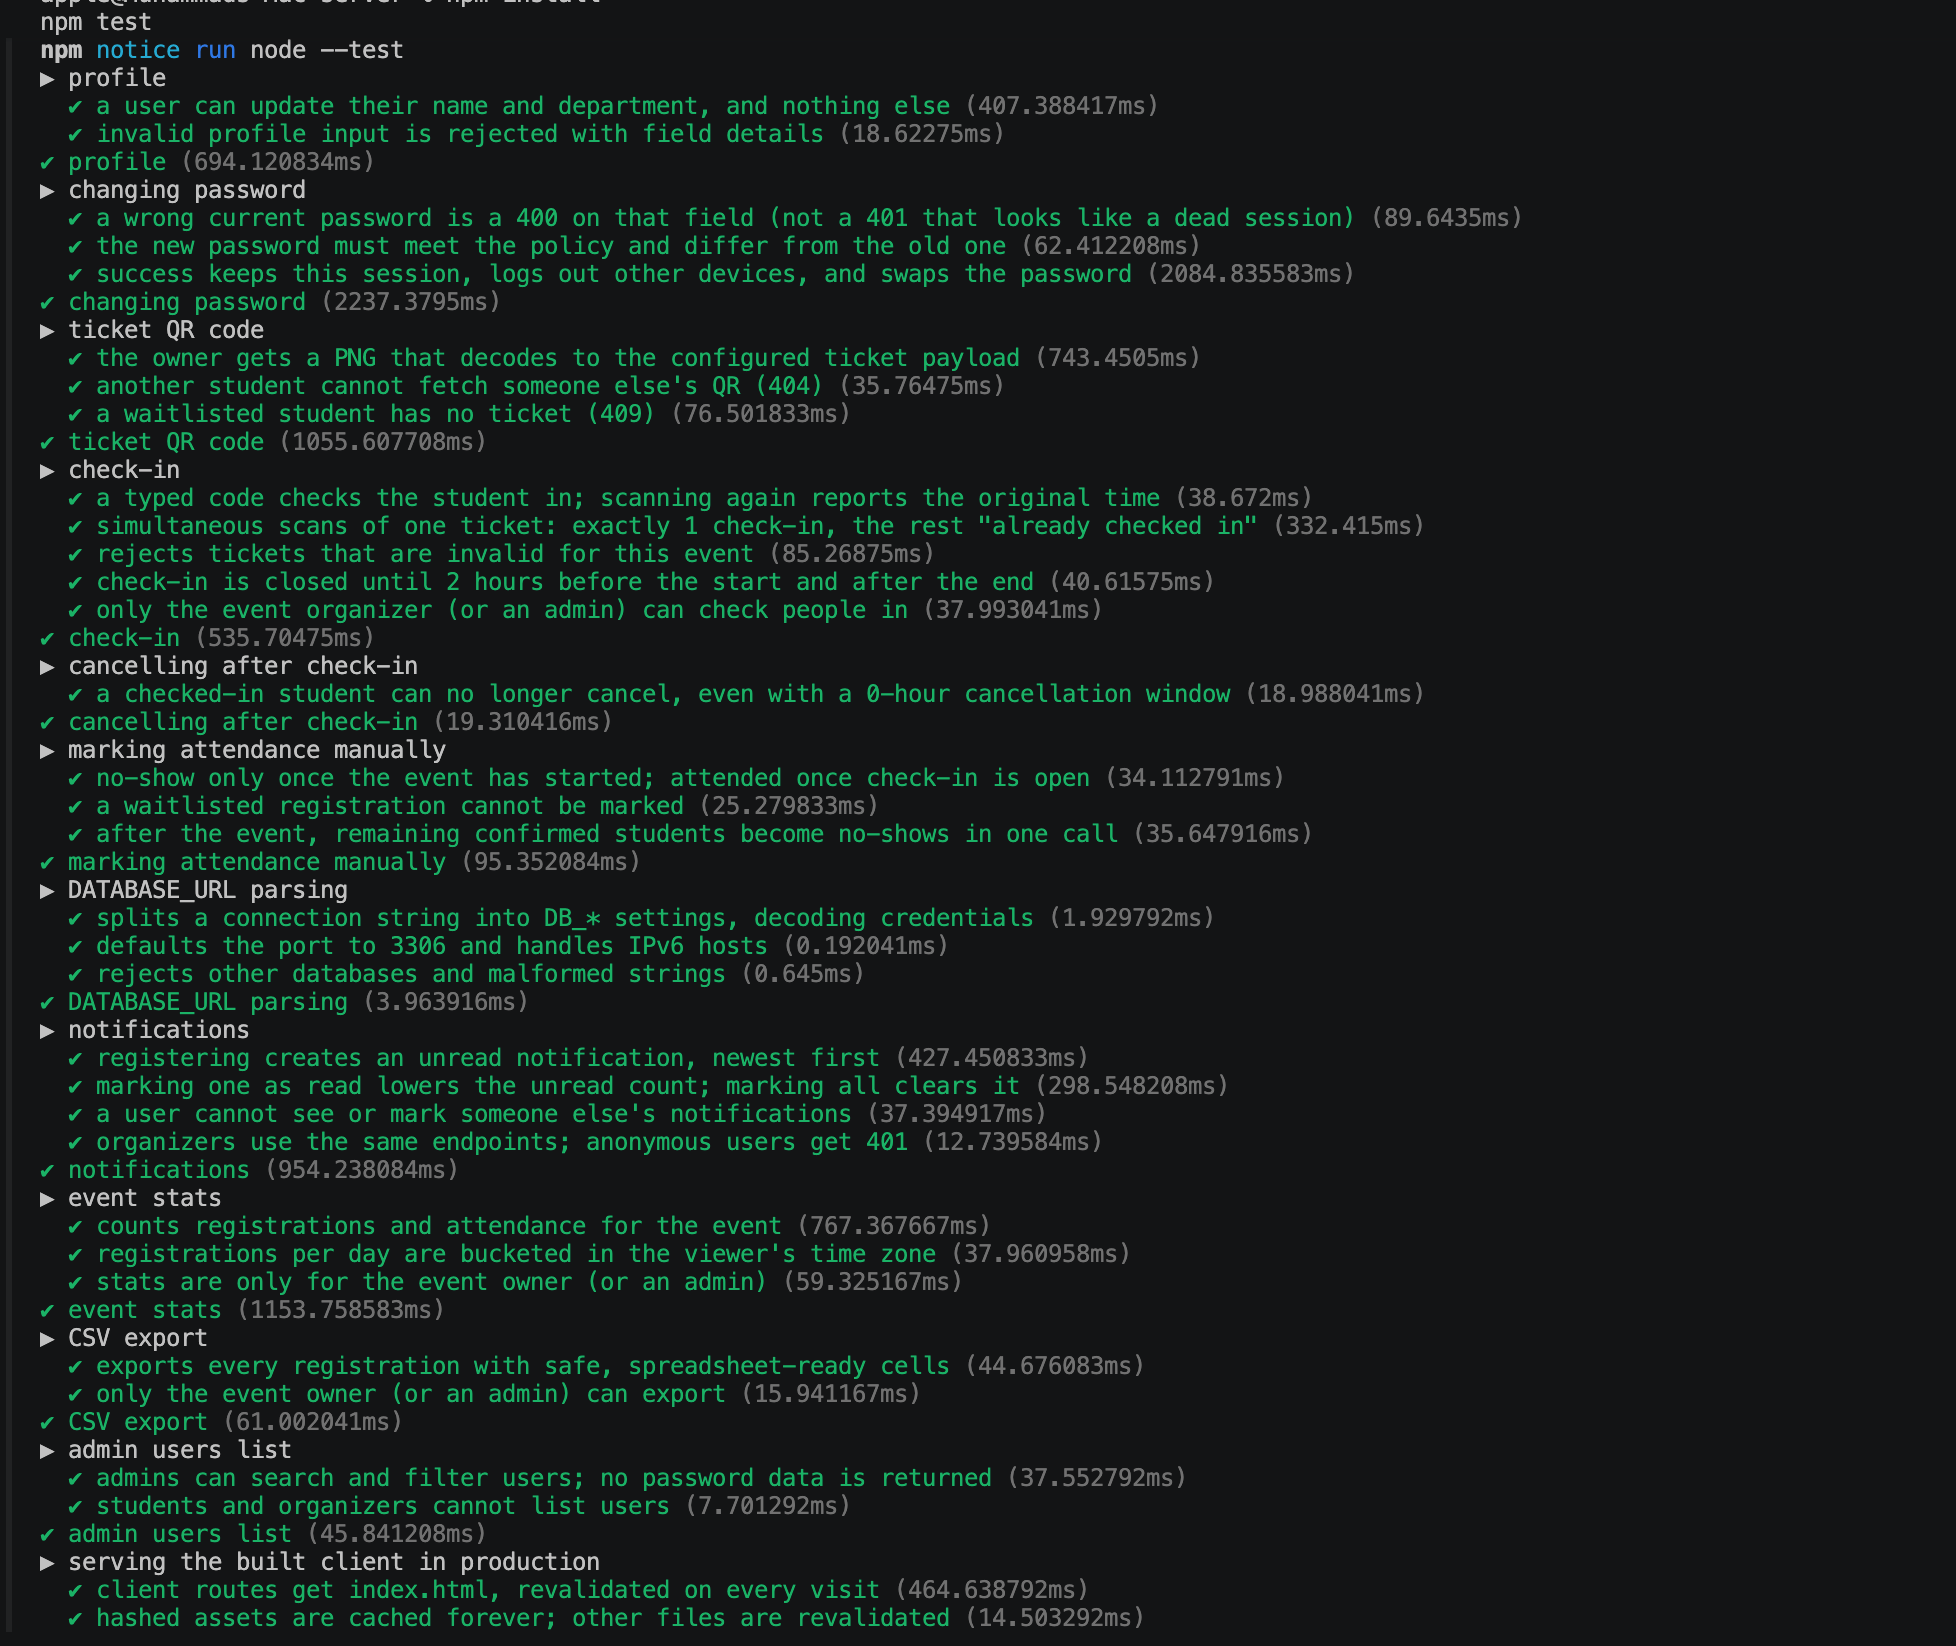 npm test
npm notice run node --test
▶ profile
✔ a user can update their name and department, and nothing else (407.388417ms)
✔ invalid profile input is rejected with field details (18.62275ms)
✔ profile (694.120834ms)
▶ changing password
✔ a wrong current password is a 400 on that field (not a 401 that looks like a dead session) (89.6435ms)
✔ the new password must meet the policy and differ from the old one (62.412208ms)
✔ success keeps this session, logs out other devices, and swaps the password (2084.835583ms)
✔ changing password (2237.3795ms)
▶ ticket QR code
✔ the owner gets a PNG that decodes to the configured ticket payload (743.4505ms)
✔ another student cannot fetch someone else's QR (404) (35.76475ms)
✔ a waitlisted student has no ticket (409) (76.501833ms)
✔ ticket QR code (1055.607708ms)
▶ check-in
✔ a typed code checks the student in; scanning again reports the original time (38.672ms)
✔ simultaneous scans of one ticket: exactly 1 check-in, the rest "already checked in" (332.415ms)
✔ rejects tickets that are invalid for this event (85.26875ms)
✔ check-in is closed until 2 hours before the start and after the end (40.61575ms)
✔ only the event organizer (or an admin) can check people in (37.993041ms)
✔ check-in (535.70475ms)
▶ cancelling after check-in
✔ a checked-in student can no longer cancel, even with a 0-hour cancellation window (18.988041ms)
✔ cancelling after check-in (19.310416ms)
▶ marking attendance manually
✔ no-show only once the event has started; attended once check-in is open (34.112791ms)
✔ a waitlisted registration cannot be marked (25.279833ms)
✔ after the event, remaining confirmed students become no-shows in one call (35.647916ms)
✔ marking attendance manually (95.352084ms)
▶ DATABASE_URL parsing
✔ splits a connection string into DB_* settings, decoding credentials (1.929792ms)
✔ defaults the port to 3306 and handles IPv6 hosts (0.192041ms)
✔ rejects other databases and malformed strings (0.645ms)
✔ DATABASE_URL parsing (3.963916ms)
▶ notifications
✔ registering creates an unread notification, newest first (427.450833ms)
✔ marking one as read lowers the unread count; marking all clears it (298.548208ms)
✔ a user cannot see or mark someone else's notifications (37.394917ms)
✔ organizers use the same endpoints; anonymous users get 401 (12.739584ms)
✔ notifications (954.238084ms)
▶ event stats
✔ counts registrations and attendance for the event (767.367667ms)
✔ registrations per day are bucketed in the viewer's time zone (37.960958ms)
✔ stats are only for the event owner (or an admin) (59.325167ms)
✔ event stats (1153.758583ms)
▶ CSV export
✔ exports every registration with safe, spreadsheet-ready cells (44.676083ms)
✔ only the event owner (or an admin) can export (15.941167ms)
✔ CSV export (61.002041ms)
▶ admin users list
✔ admins can search and filter users; no password data is returned (37.552792ms)
✔ students and organizers cannot list users (7.701292ms)
✔ admin users list (45.841208ms)
▶ serving the built client in production
✔ client routes get index.html, revalidated on every visit (464.638792ms)
✔ hashed assets are cached forever; other files are revalidated (14.503292ms)